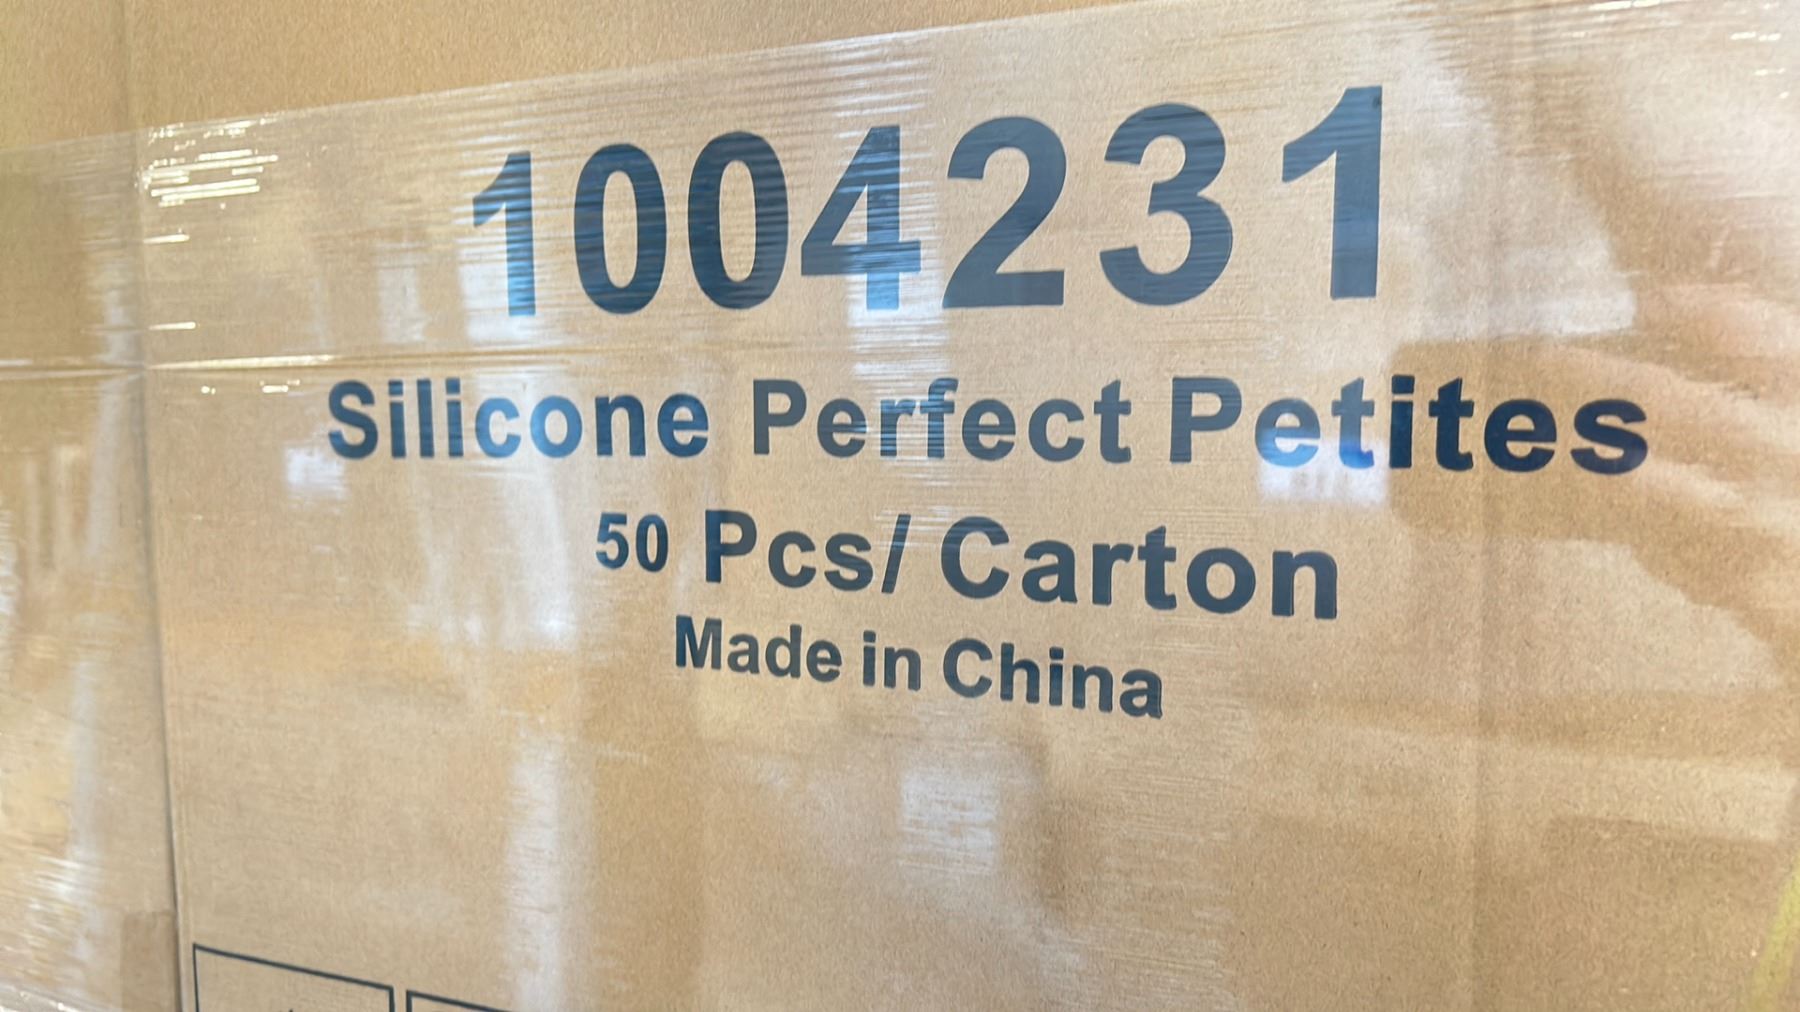 1004231
Silicone Perfect Petites
50 Pcs/ Carton
Made in China